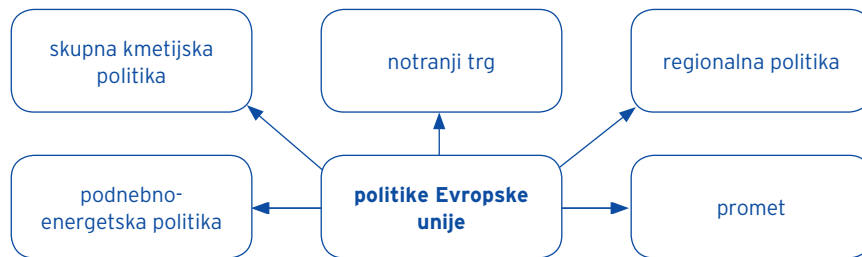 skupna kmetijska
politika
notranji trg
regionalna politika
podnebno-
energetska politika
politike Evropske
unije
promet